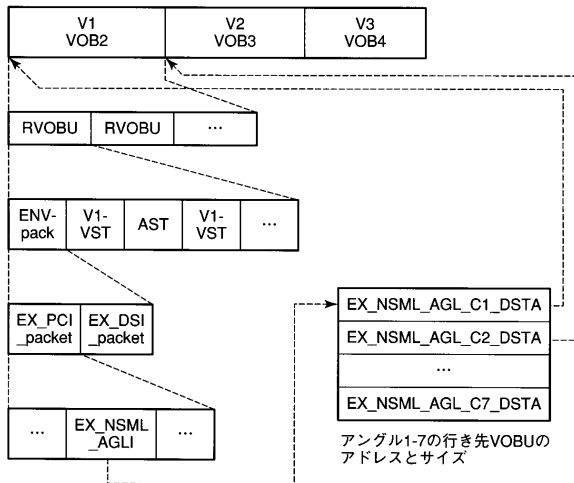 V1
VOB2
V2
VOB3
V3
VOB4
RVOBU
RVOBU
...
ENV-
pack
V1-
VST
AST
V1-
VST
...
EX_PCI
_packet
EX_DSI
_packet
...
EX_NSML
_AGLI
...
EX_NSML_AGL_C1_DSTA
EX_NSML_AGL_C2_DSTA
...
EX_NSML_AGL_C7_DSTA
アングル1-7の行き先VOBUの
アドレスとサイズ